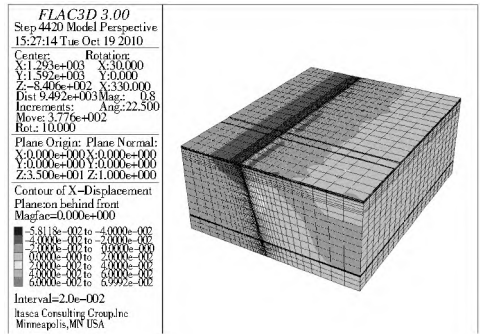 FLAC3D 3.00
Step 4420 Model Perspective
15:27:14 Tue Oct 19 2010
Center: Rotation:
X:1.293e+003 X:30.000
Y:1.592e+003 Y:0.000
Z:-8.406e+002 X:330.000
Dist 9.492e+003 Mag.: 0.8
Increments: Ang.:22.500
Move: 3.776e+002
Rot.: 10.000
Plane Origin: Plane Normal:
X:0.000e+000 X:0.000e+000
Y:0.000e+000 Y:0.000e+000
Z:3.500e+001 Z:1.000e+000
Contour of X-Displacement
Plane:on behind front
Magfac=0.000e+000
-5.8118e-002 to -4.0000e-002
-4.0000e-002 to -2.0000e-002
-2.0000e-002 to 0.0000e-000
0.0000e-000 to 2.0000e-002
2.0000e-002 to 4.0000e-002
4.0000e-002 to 6.0000e-002
6.0000e-002 to 6.9992e-002
Interval=2.0e-002
Itasca Consulting Group.Inc
Minneapolis,MN USA